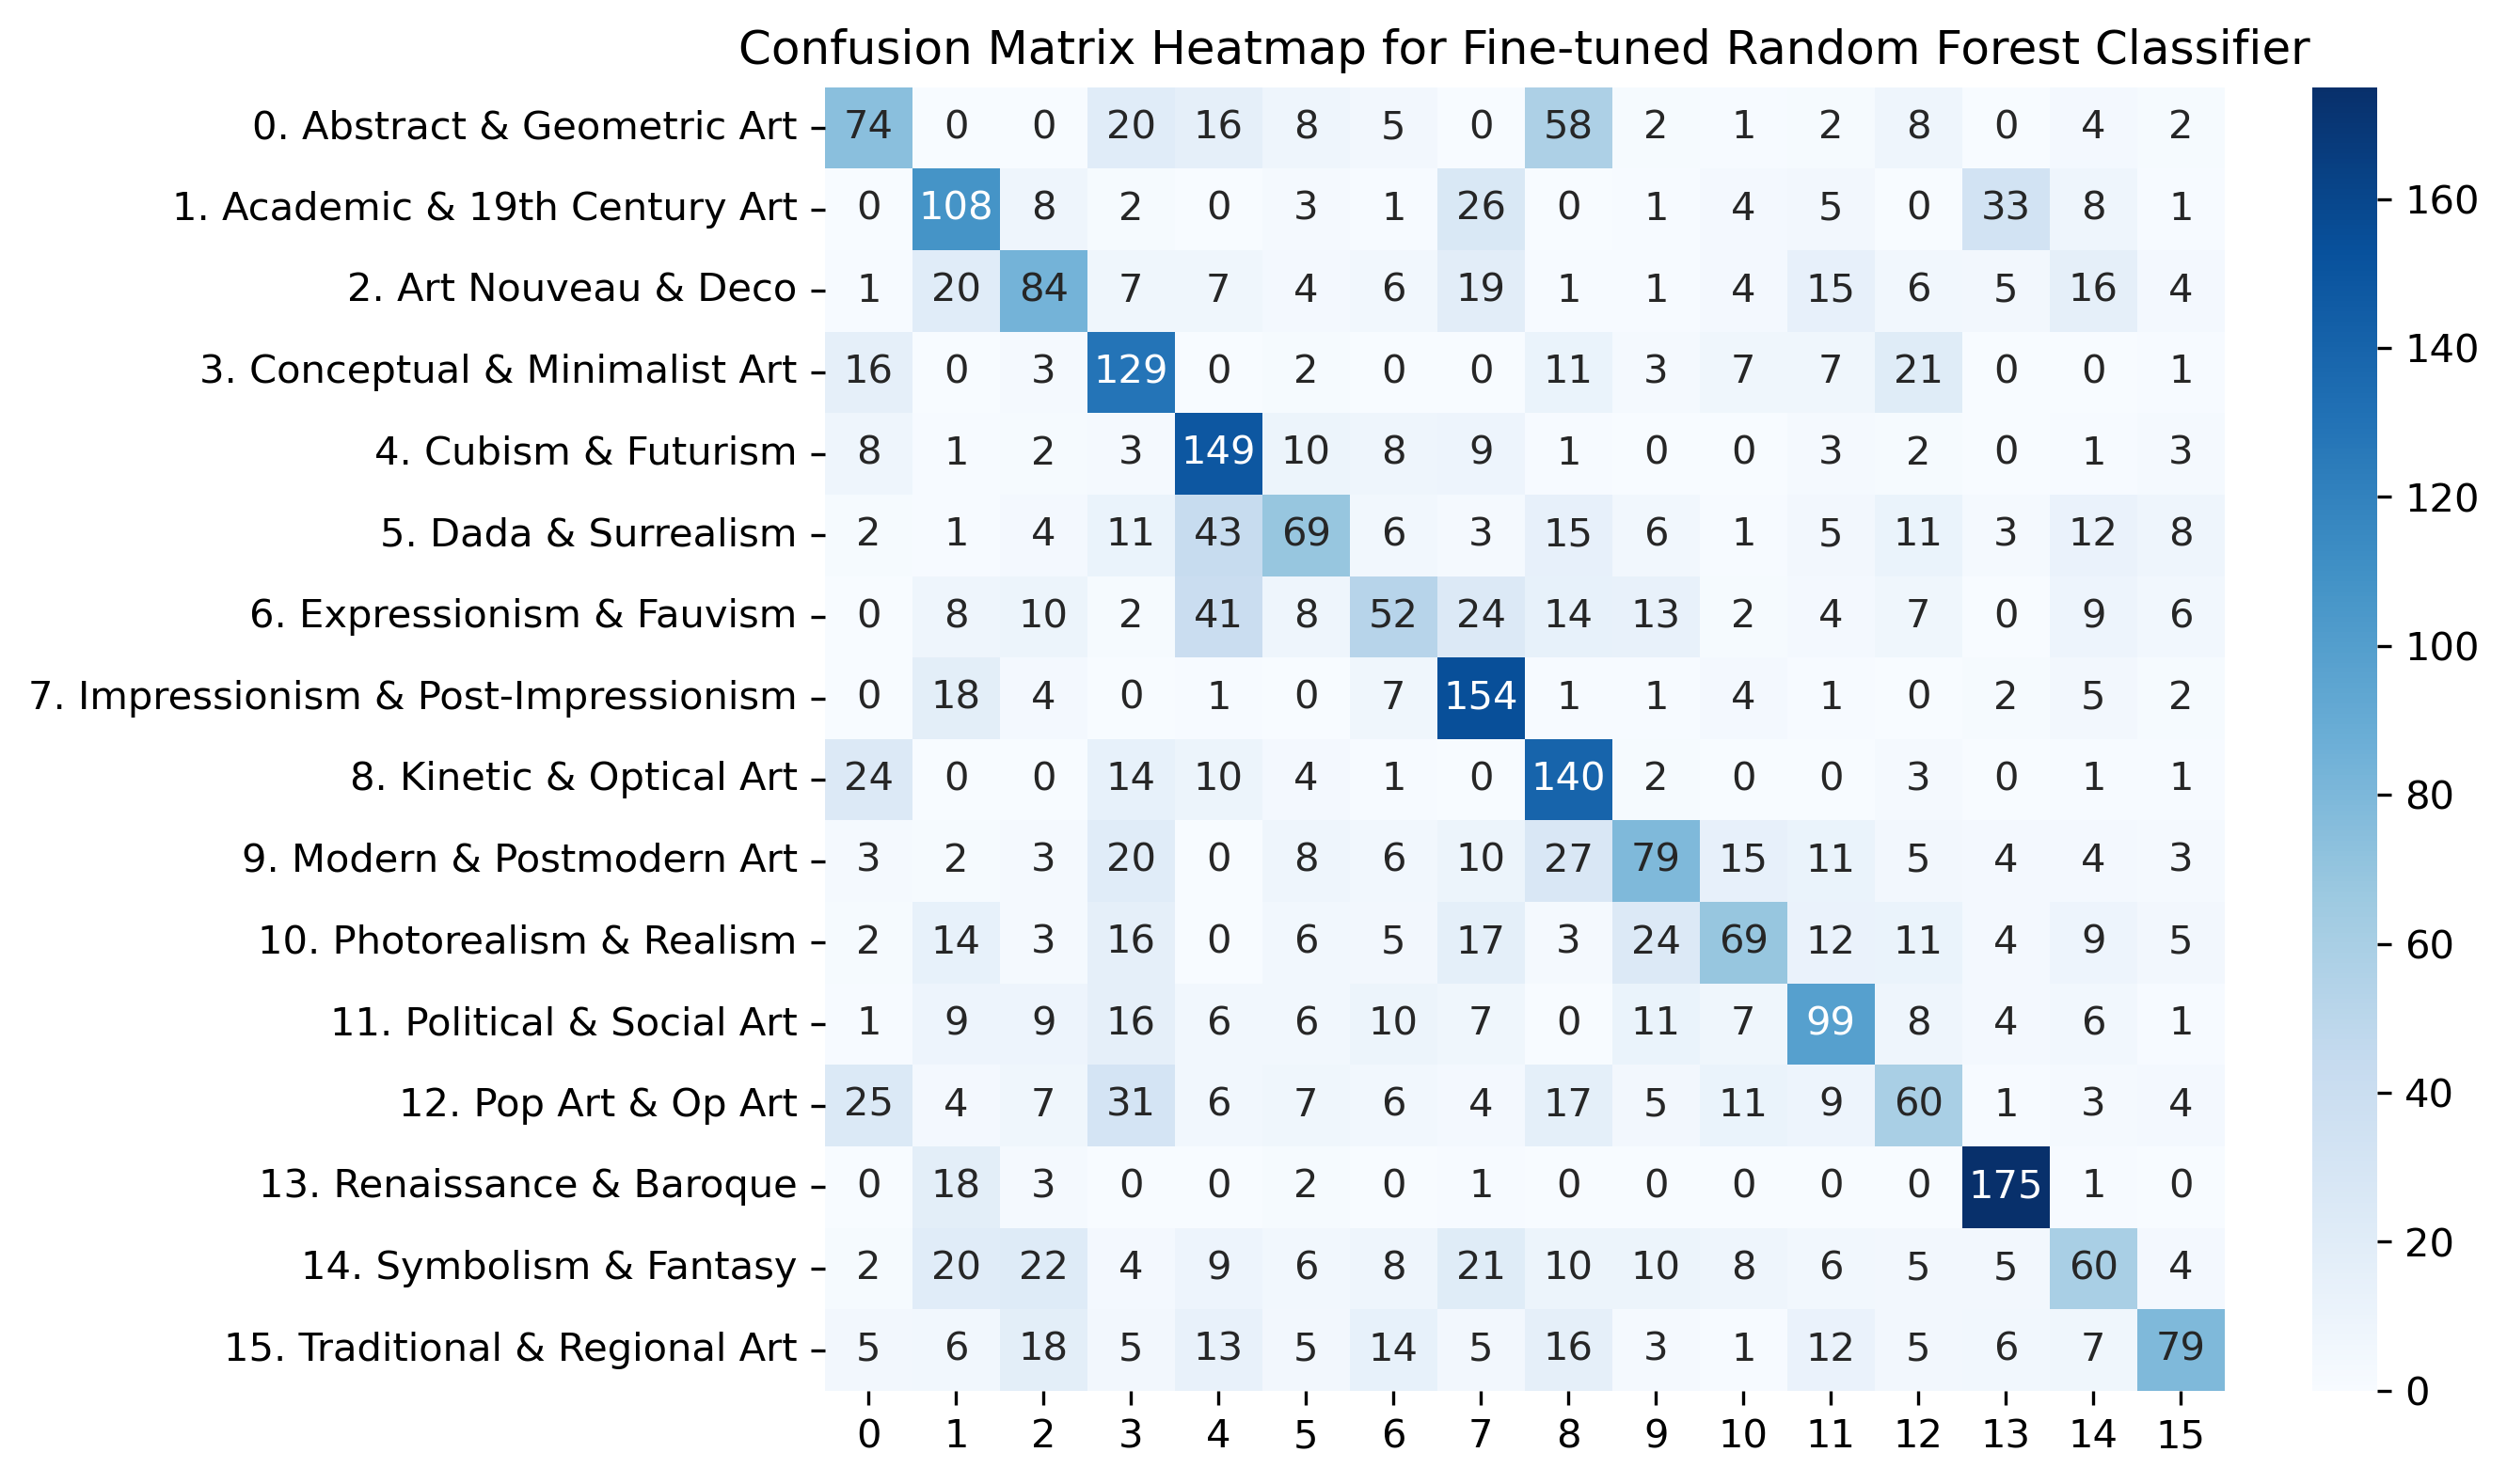 Confusion Matrix Heatmap for Fine-tuned Random Forest Classifier
0. Abstract & Geometric Art 74 0 0 20 16 8 5 0 58 2 1 2 8 0 4 2
1. Academic & 19th Century Art 0 108 8 2 0 3 1 26 0 1 4 5 0 33 8 1
2. Art Nouveau & Deco 1 20 84 7 7 4 6 19 1 1 4 15 6 5 16 4
3. Conceptual & Minimalist Art 16 0 3 129 0 2 0 0 11 3 7 7 21 0 0 1
4. Cubism & Futurism 8 1 2 3 149 10 8 9 1 0 0 3 2 0 1 3
5. Dada & Surrealism 2 1 4 11 43 69 6 3 15 6 1 5 11 3 12 8
6. Expressionism & Fauvism 0 8 10 2 41 8 52 24 14 13 2 4 7 0 9 6
7. Impressionism & Post-Impressionism 0 18 4 0 1 0 7 154 1 1 4 1 0 2 5 2
8. Kinetic & Optical Art 24 0 0 14 10 4 1 0 140 2 0 0 3 0 1 1
9. Modern & Postmodern Art 3 2 3 20 0 8 6 10 27 79 15 11 5 4 4 3
10. Photorealism & Realism 2 14 3 16 0 6 5 17 3 24 69 12 11 4 9 5
11. Political & Social Art 1 9 9 16 6 6 10 7 0 11 7 99 8 4 6 1
12. Pop Art & Op Art 25 4 7 31 6 7 6 4 17 5 11 9 60 1 3 4
13. Renaissance & Baroque 0 18 3 0 0 2 0 1 0 0 0 0 0 175 1 0
14. Symbolism & Fantasy 2 20 22 4 9 6 8 21 10 10 8 6 5 5 60 4
15. Traditional & Regional Art 5 6 18 5 13 5 14 5 16 3 1 12 5 6 7 79
0 1 2 3 4 5 6 7 8 9 10 11 12 13 14 15
160
140
120
100
80
60
40
20
0